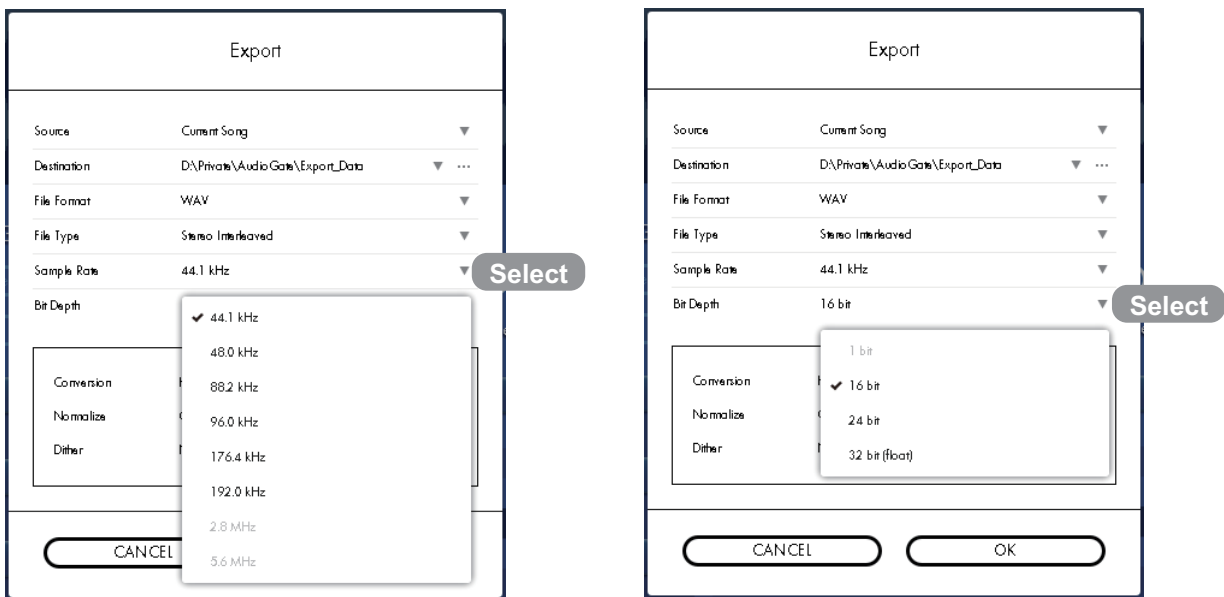 Export
Source Current Song
Destination D:\Private\AudioGate\Export_Data ...
File Format WAV
File Type Stereo Interleaved
Sample Rate 44.1 kHz Select
Bit Depth
✔ 44.1 kHz
48.0 kHz
88.2 kHz
96.0 kHz
176.4 kHz
192.0 kHz
2.8 MHz
5.6 MHz
Conversion
Normalize
Dither
CANCEL
Export
Source Current Song
Destination D:\Private\AudioGate\Export_Data ...
File Format WAV
File Type Stereo Interleaved
Sample Rate 44.1 kHz
Bit Depth 16 bit Select
1 bit
✔ 16 bit
24 bit
32 bit (float)
Conversion
Normalize
Dither
CANCEL OK